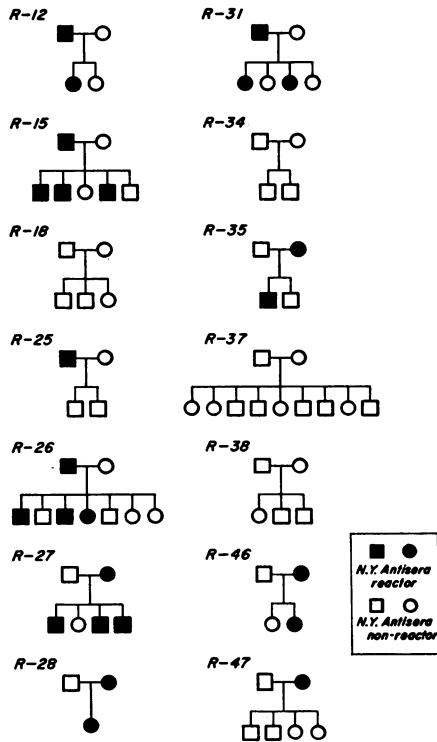 R-12
R-31
R-15
R-34
R-18
R-35
R-25
R-37
R-26
R-38
R-27
R-46
R-28
R-47
N.Y. Antisera
reactor
N.Y. Antisera
non-reactor